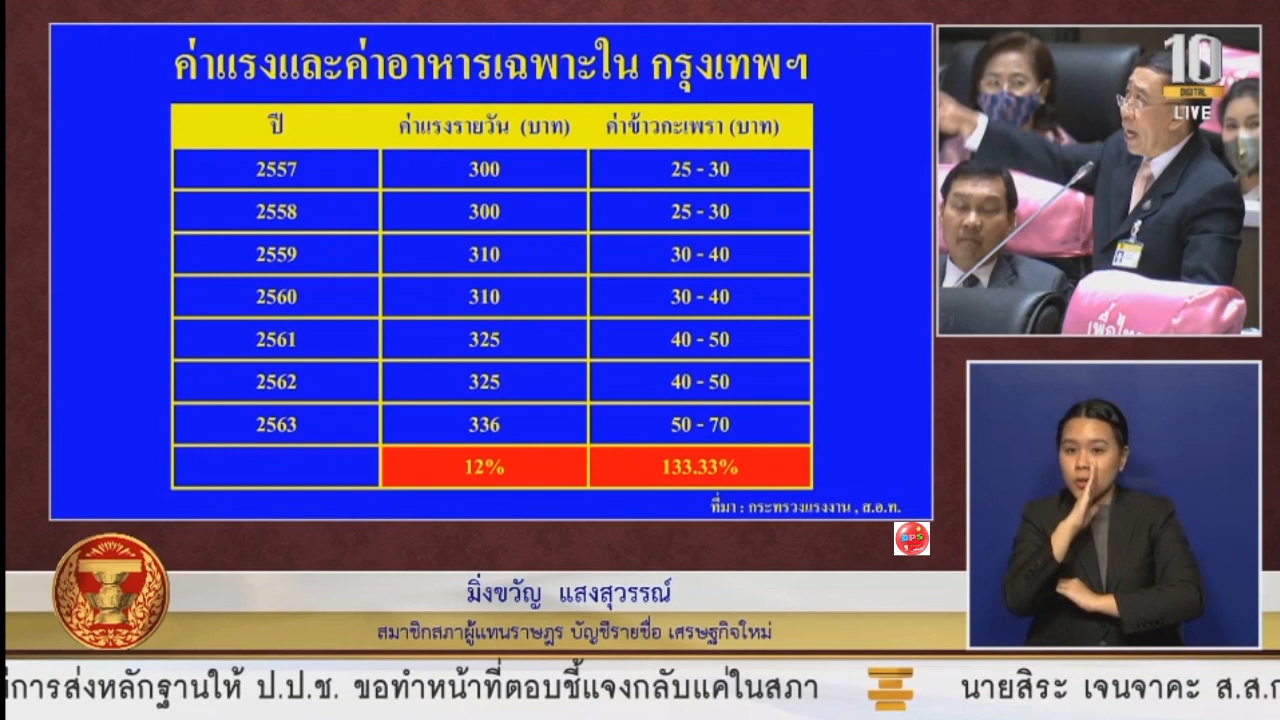 ค่าแรงและค่าอาหารเฉพาะใน กรุงเทพฯ
ปี ค่าแรงรายวัน (บาท) ค่าข้าวกะเพรา (บาท)
2557 300 25 - 30
2558 300 25 - 30
2559 310 30 - 40
2560 310 30 - 40
2561 325 40 - 50
2562 325 40 - 50
2563 336 50 - 70
12% 133.33%
ที่มา : กระทรวงแรงงาน , ส.อ.ท.
10
DIGITAL
LIVE
เพื่อไทย
DPS
มิ่งขวัญ แสงสุวรรณ์
สมาชิกสภาผู้แทนราษฎร บัญชีรายชื่อ เศรษฐกิจใหม่
การส่งหลักฐานให้ ป.ป.ช. ขอทำหน้าที่ตอบชี้แจงกลับแค่ในสภา นายสิระ เจนจาคะ ส.ส.